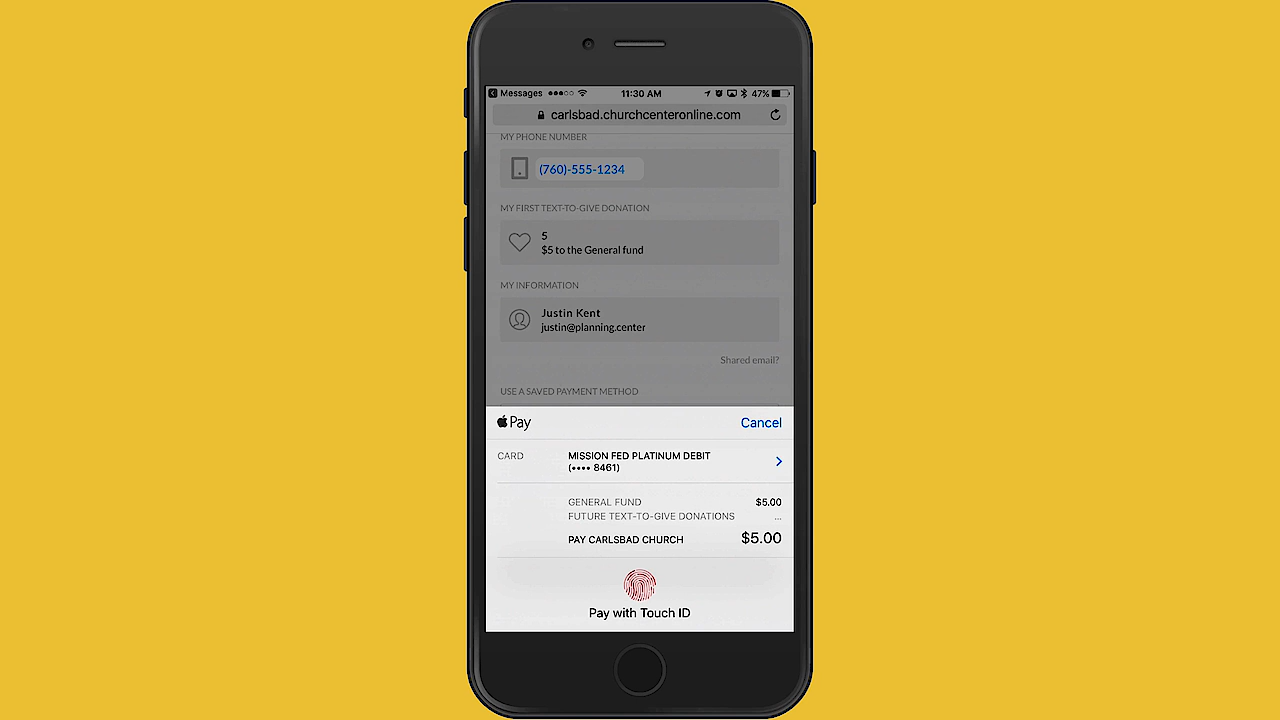 Messages 11:30 AM 47%
carlsbad.churchcenteronline.com
MY PHONE NUMBER
(760)-555-1234
MY FIRST TEXT-TO-GIVE DONATION
5
$5 to the General fund
MY INFORMATION
Justin Kent
justin@planning.center
Shared email?
USE A SAVED PAYMENT METHOD
Pay Cancel
CARD MISSION FED PLATINUM DEBIT
(•••• 8461)
GENERAL FUND $5.00
FUTURE TEXT-TO-GIVE DONATIONS ...
PAY CARLSBAD CHURCH $5.00
Pay with Touch ID